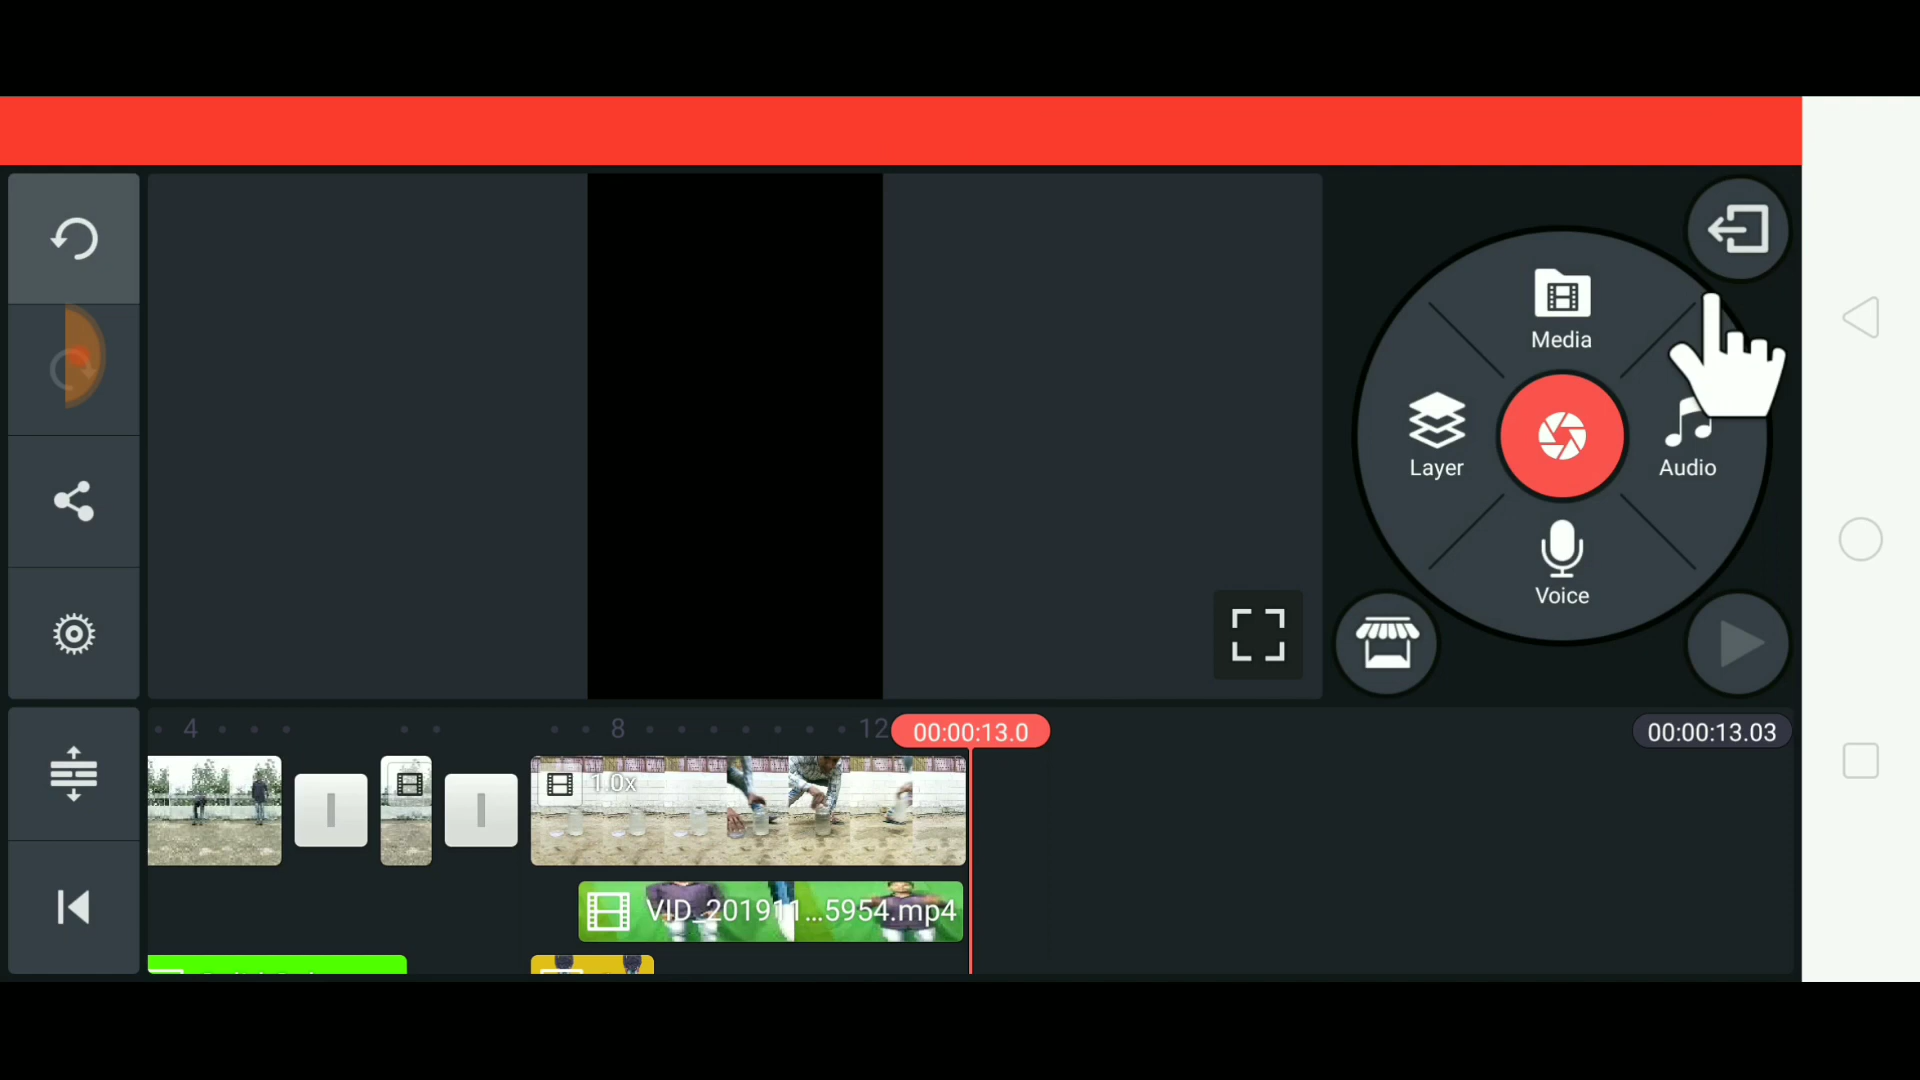 Media
Layer
Audio
Voice
4
8
12
00:00:13.0
00:00:13.03
1.0x
VID_201911...5954.mp4